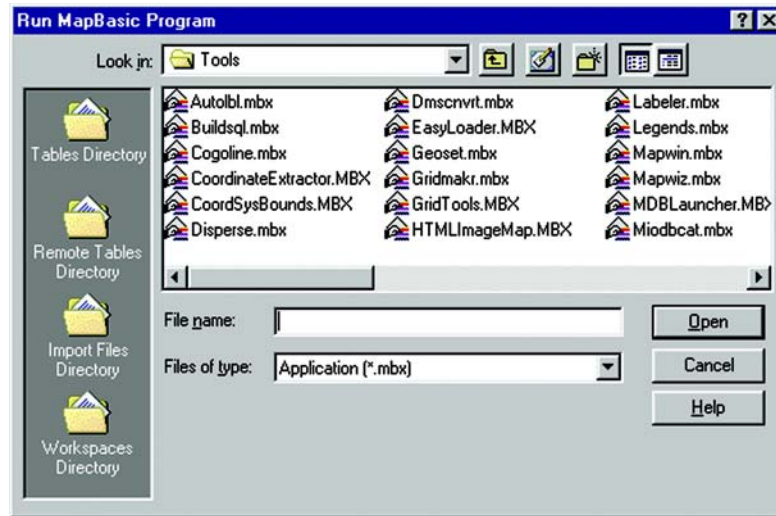 Run MapBasic Program
Look in: Tools
Tables Directory
Remote Tables
Directory
Import Files
Directory
Workspaces
Directory
Autolbl.mbx
Buildsql.mbx
Cogoline.mbx
CoordinateExtractor.MBX
CoordSysBounds.MBX
Disperse.mbx
Dmscnvrt.mbx
EasyLoader.MBX
Geoset.mbx
Gridmakr.mbx
GridTools.MBX
HTMLImageMap.MBX
Labeler.mbx
Legends.mbx
Mapwin.mbx
Mapwiz.mbx
MDBLauncher.MBX
Miodbcat.mbx
File name:
Open
Files of type: Application (*.mbx)
Cancel
Help